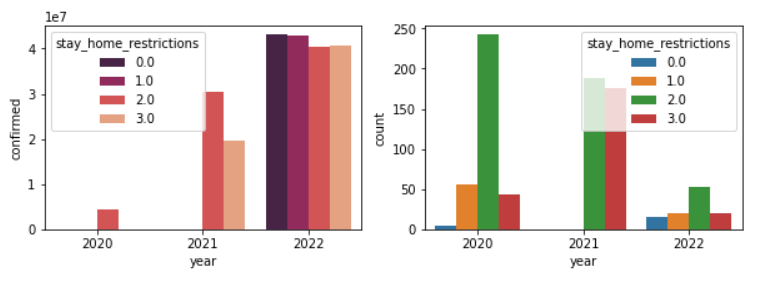 1e7
stay_home_restrictions
0.0
1.0
2.0
3.0
4
3
2
1
0
confirmed
2020 2021 2022
year
stay_home_restrictions
0.0
1.0
2.0
3.0
250
200
150
100
50
0
count
2020 2021 2022
year